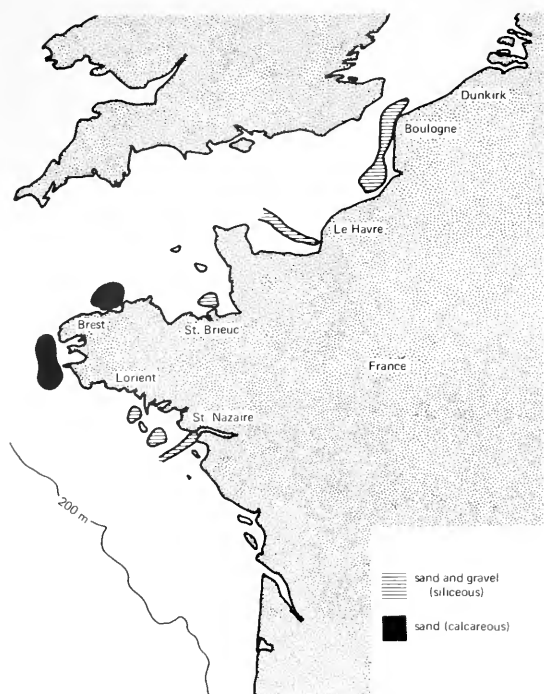 Dunkirk
Boulogne
Le Havre
Brest
St. Brieuc
Lorient
France
St. Nazaire
200 m
sand and gravel
(siliceous)
sand (calcareous)